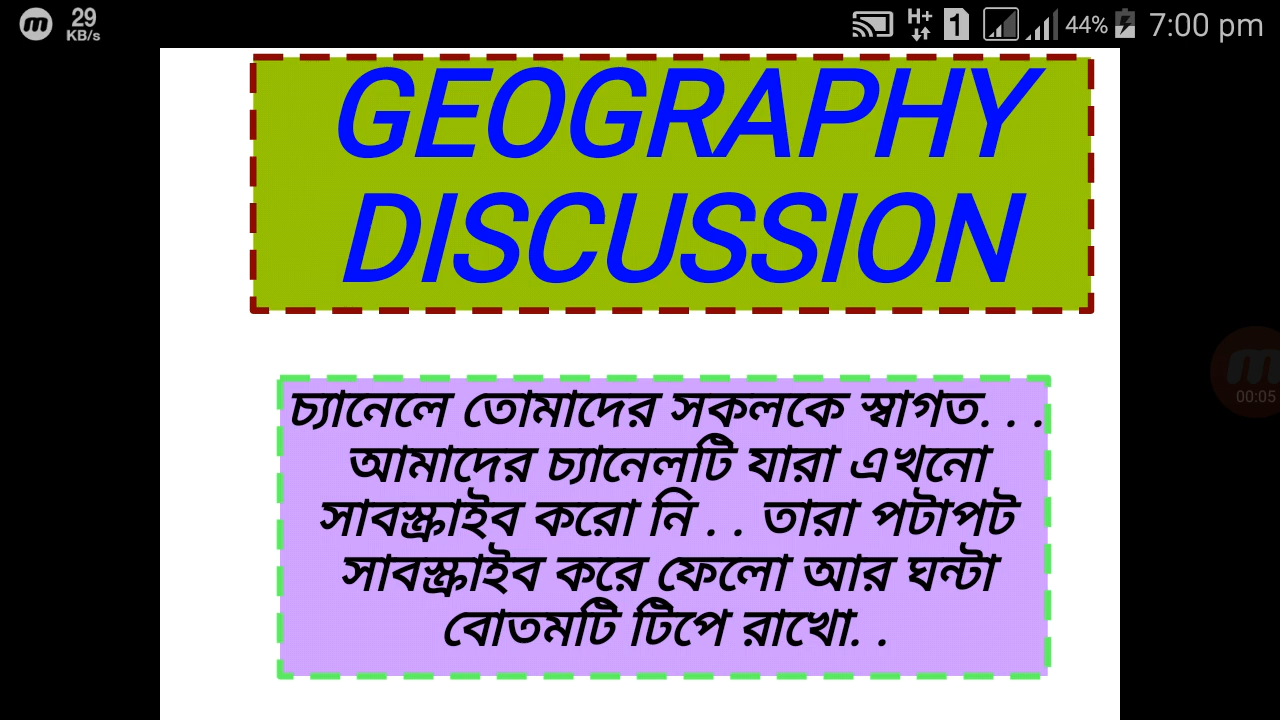 29
KB/s
H+
1
44%
7:00 pm
GEOGRAPHY
DISCUSSION
চ্যানেলে তোমাদের সকলকে স্বাগত. . .
আমাদের চ্যানেলটি যারা এখনো
সাবস্ক্রাইব করো নি . . তারা পটাপট
সাবস্ক্রাইব করে ফেলো আর ঘন্টা
বোতমটি টিপে রাখো. .
00:05